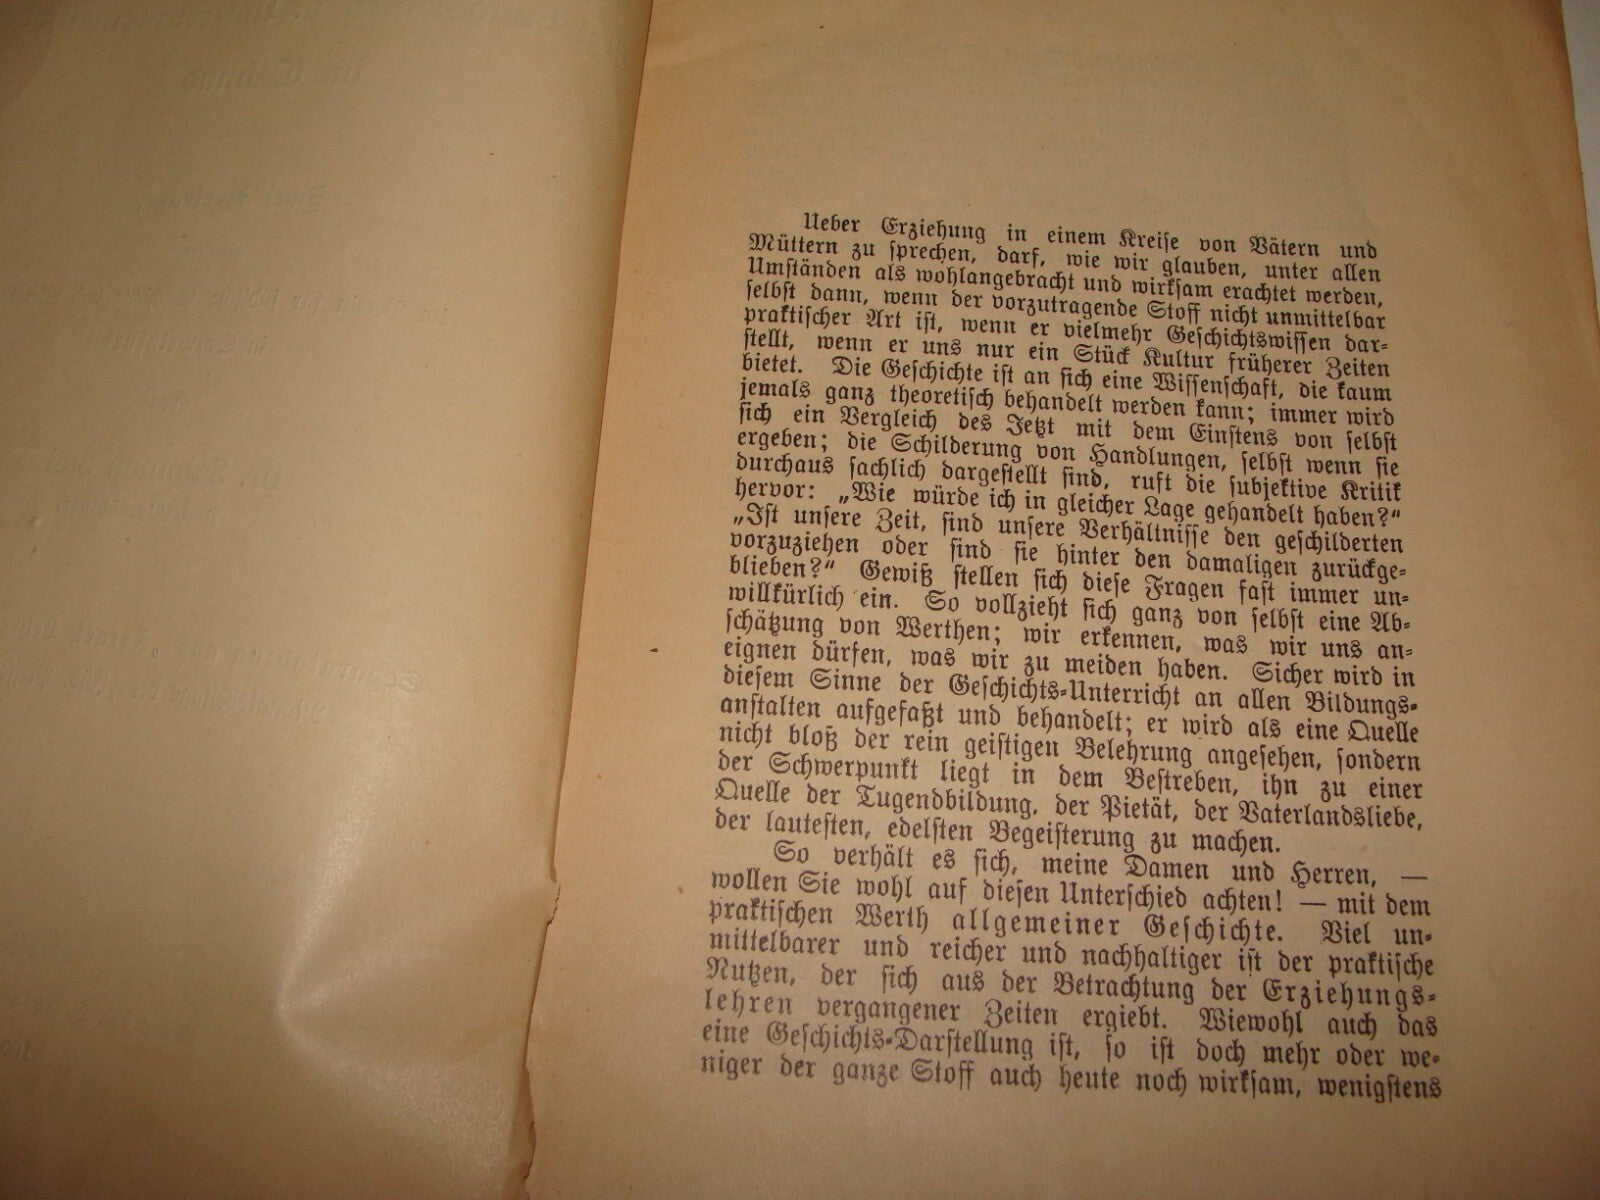 Ueber Erziehung in einem Kreise von Vätern und
Müttern zu sprechen, darf, wie wir glauben, unter allen
Umständen als wohlangebracht und wirksam erachtet werden,
selbst dann, wenn der vorzutragende Stoff nicht unmittelbar
praktischer Art ist, wenn er vielmehr Geschichtswissen dar-
stellt, wenn er uns nur ein Stück Kultur früherer Zeiten
bietet. Die Geschichte ist an sich eine Wissenschaft, die kaum
jemals ganz theoretisch behandelt werden kann; immer wird
sich ein Vergleich des Jetzt mit dem Einstens von selbst
ergeben; die Schilderung von Handlungen, selbst wenn sie
durchaus sachlich dargestellt sind, ruft die subjektive Kritik
hervor: „Wie würde ich in gleicher Lage gehandelt haben?“
„Ist unsere Zeit, sind unsere Verhältnisse den geschilderten
vorzuziehen oder sind sie hinter den damaligen zurückge-
blieben?“ Gewiß stellen sich diese Fragen fast immer un-
willkürlich ein. So vollzieht sich ganz von selbst eine Ab-
schätzung von Werthen; wir erkennen, was wir uns an-
eignen dürfen, was wir zu meiden haben. Sicher wird in
diesem Sinne der Geschichts-Unterricht an allen Bildungs-
anstalten aufgefaßt und behandelt; er wird als eine Quelle
nicht bloß der rein geistigen Belehrung angesehen, sondern
der Schwerpunkt liegt in dem Bestreben, ihn zu einer
Quelle der Tugendbildung, der Pietät, der Vaterlandsliebe,
der lautesten, edelsten Begeisterung zu machen.
So verhält es sich, meine Damen und Herren, —
wollen Sie wohl auf diesen Unterschied achten! — mit dem
praktischen Werth allgemeiner Geschichte. Viel un-
mittelbarer und reicher und nachhaltiger ist der praktische
Nutzen, der sich aus der Betrachtung der Erziehungs-
lehren vergangener Zeiten ergiebt. Wiewohl auch das
eine Geschichts-Darstellung ist, so ist doch mehr oder we-
niger der ganze Stoff auch heute noch wirksam, wenigstens